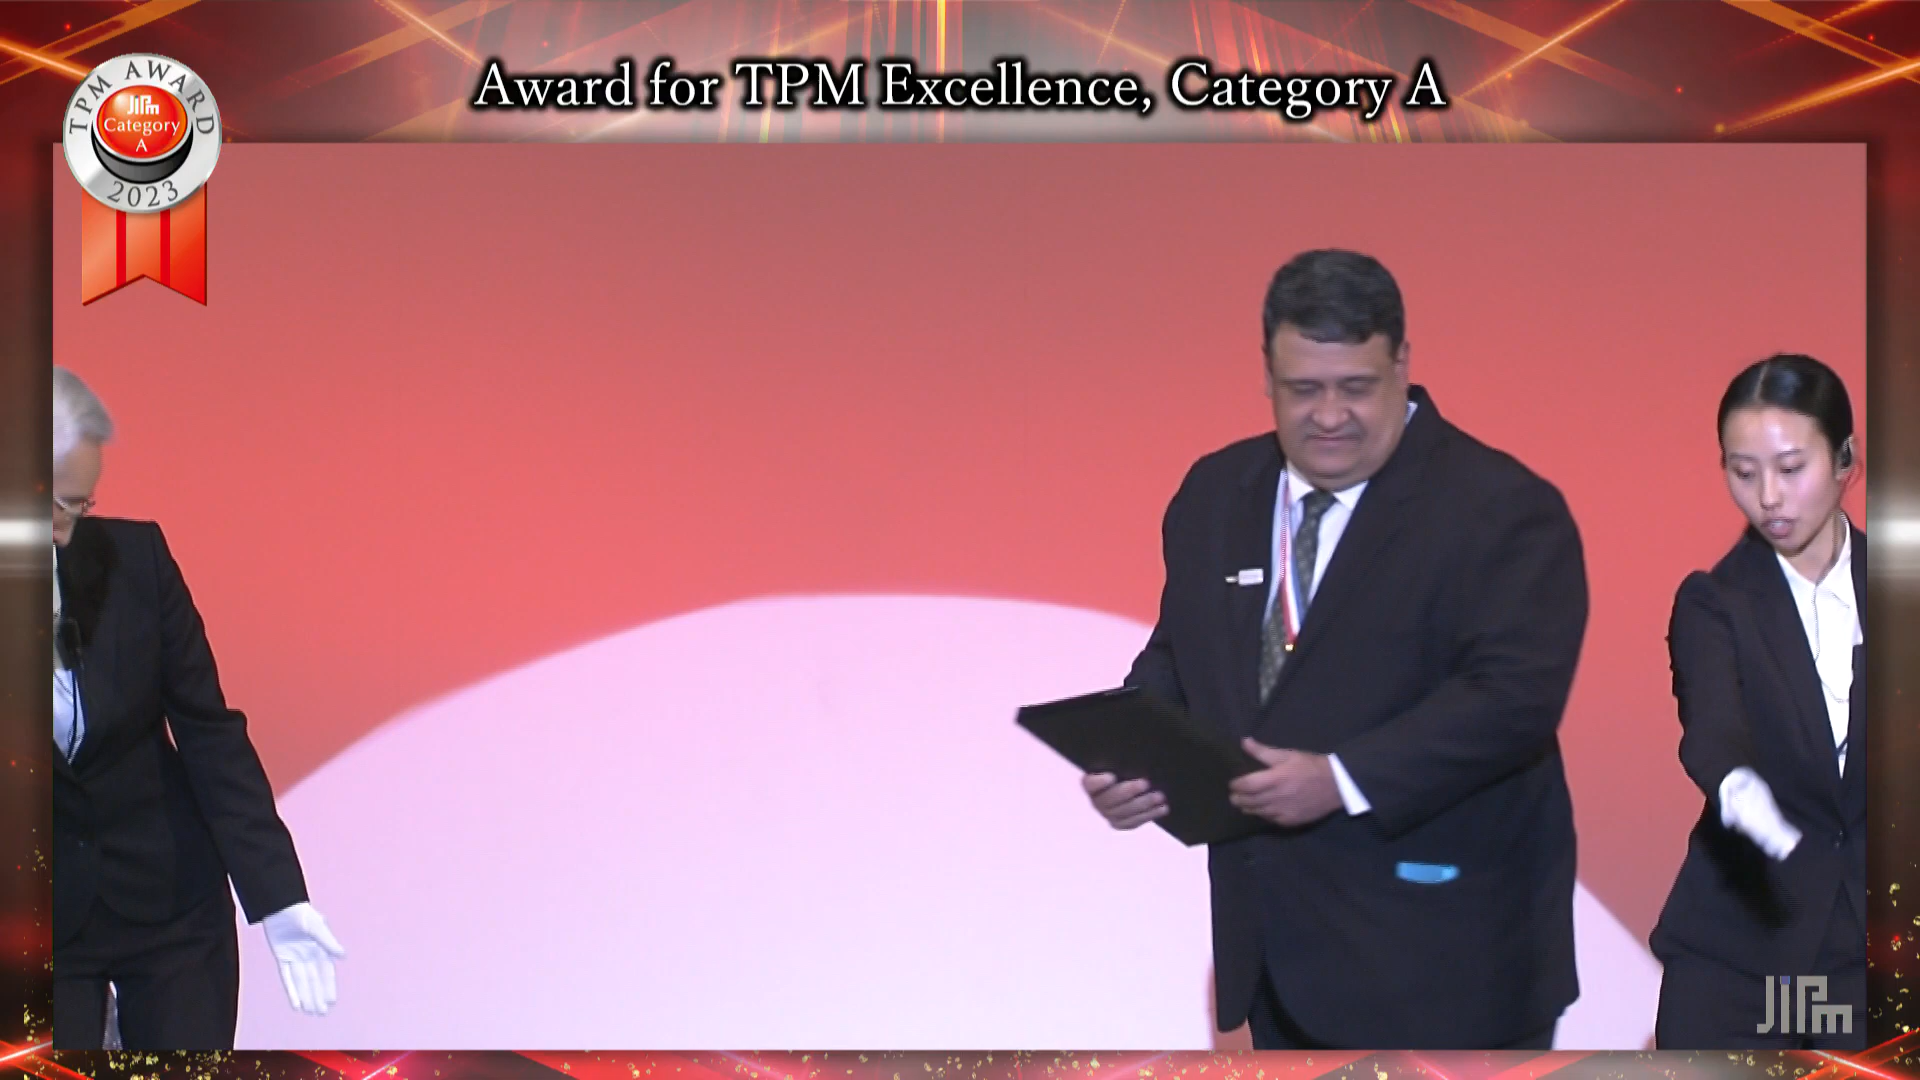 Award for TPM Excellence, Category A
TPM AWARD
JIPm
Category
A
2023
JIPm